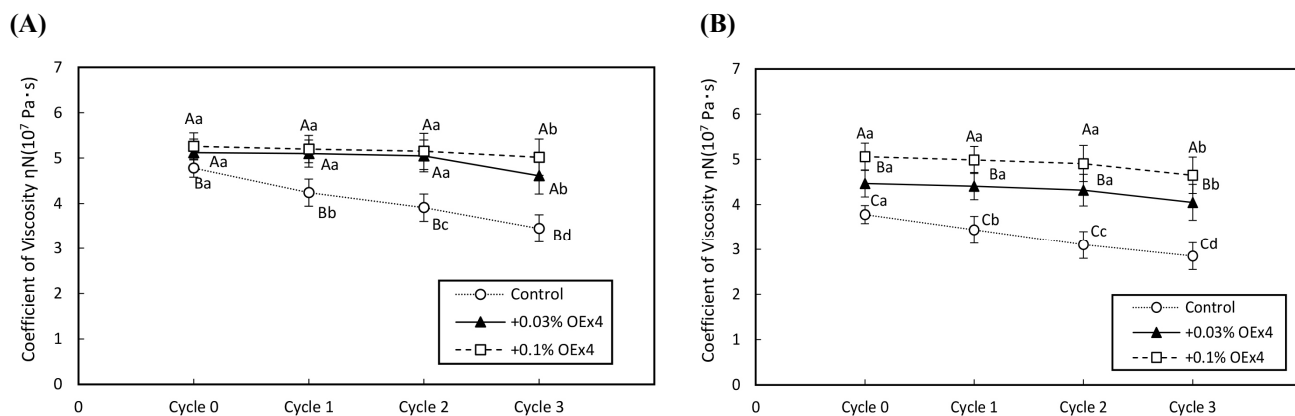 (A)
Coefficient of Viscosity ηN(10⁷ Pa·s)
7
6
5
4
3
2
1
0
Aa
Aa
Aa
Ab
Aa
Aa
Aa
Ab
Ba
Bb
Bc
Bd
Control
+0.03% OEx4
+0.1% OEx4
0
Cycle 0
Cycle 1
Cycle 2
Cycle 3
(B)
Coefficient of Viscosity ηN(10⁷ Pa·s)
7
6
5
4
3
2
1
0
Aa
Aa
Aa
Ab
Ba
Ba
Ba
Bb
Ca
Cb
Cc
Cd
Control
+0.03% OEx4
+0.1% OEx4
0
Cycle 0
Cycle 1
Cycle 2
Cycle 3